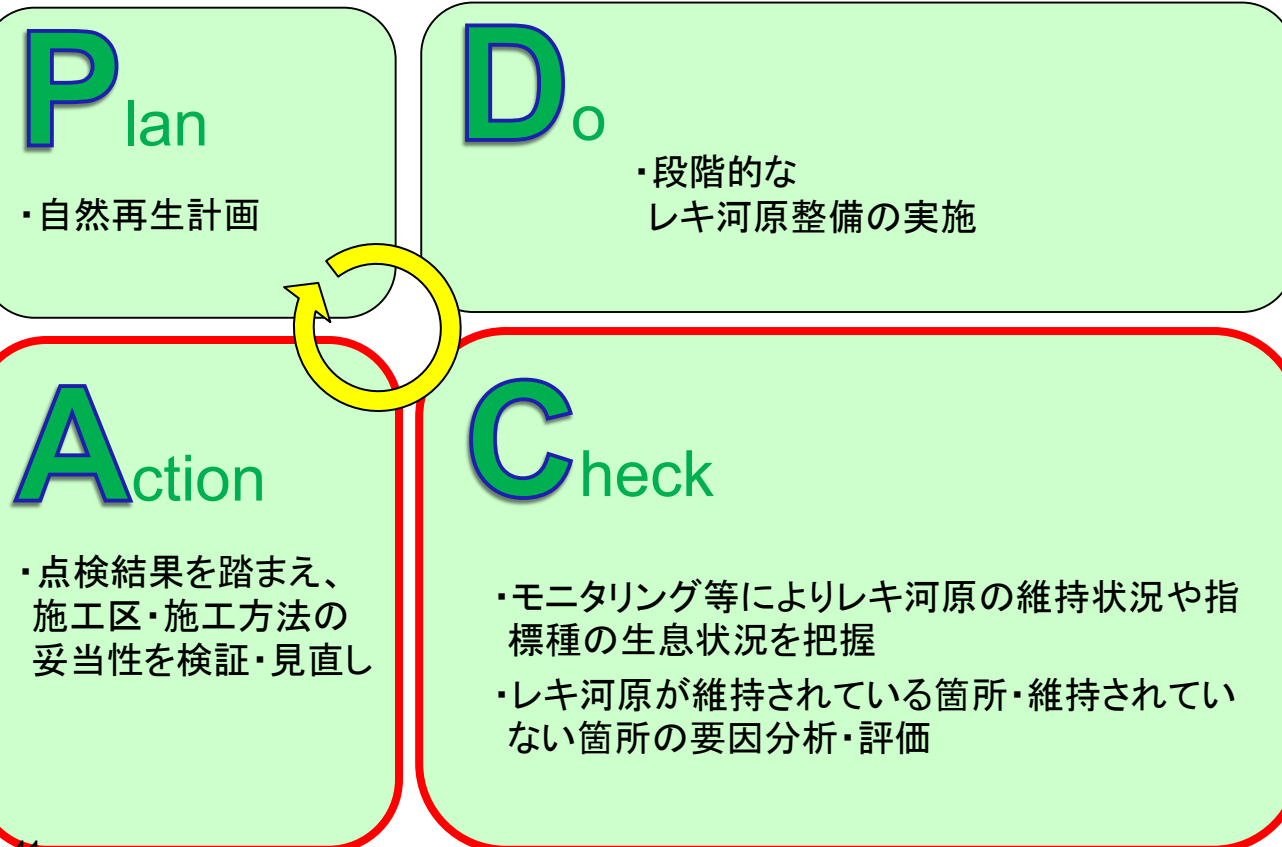 Plan
・自然再生計画
Do
・段階的な
レキ河原整備の実施
Action
・点検結果を踏まえ、
施工区・施工方法の
妥当性を検証・見直し
Check
・モニタリング等によりレキ河原の維持状況や指
標種の生息状況を把握
・レキ河原が維持されている箇所・維持されてい
ない箇所の要因分析・評価